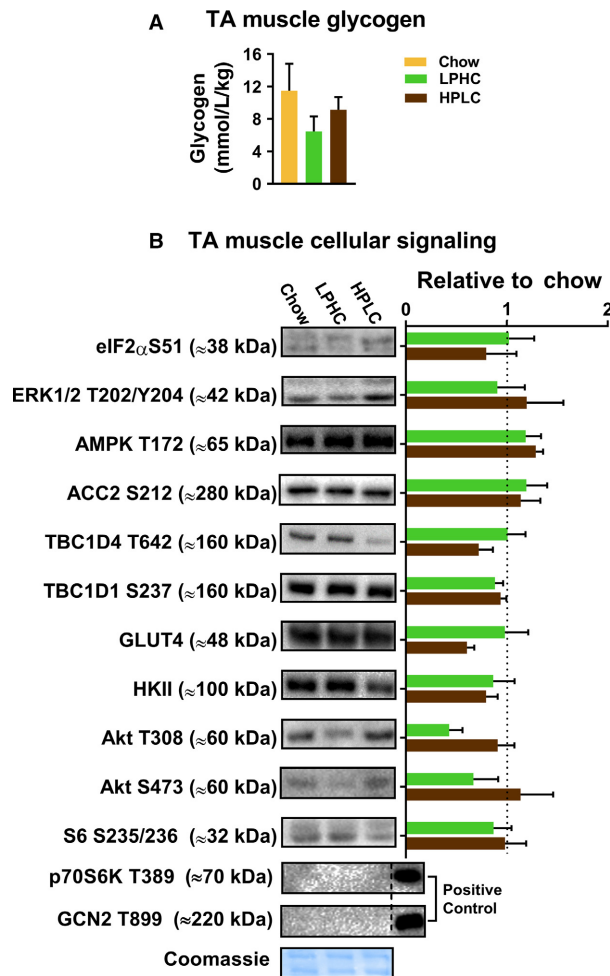 A TA muscle glycogen
16
12
8
4
0
Glycogen
(mmol/L/kg)
Chow
LPHC
HPLC
B TA muscle cellular signaling
Relative to chow
0 1 2
Chow LPHC HPLC
eIF2αS51 (≈38 kDa)
ERK1/2 T202/Y204 (≈42 kDa)
AMPK T172 (≈65 kDa)
ACC2 S212 (≈280 kDa)
TBC1D4 T642 (≈160 kDa)
TBC1D1 S237 (≈160 kDa)
GLUT4 (≈48 kDa)
HKII (≈100 kDa)
Akt T308 (≈60 kDa)
Akt S473 (≈60 kDa)
S6 S235/236 (≈32 kDa)
p70S6K T389 (≈70 kDa)
GCN2 T899 (≈220 kDa)
Positive
Control
Coomassie